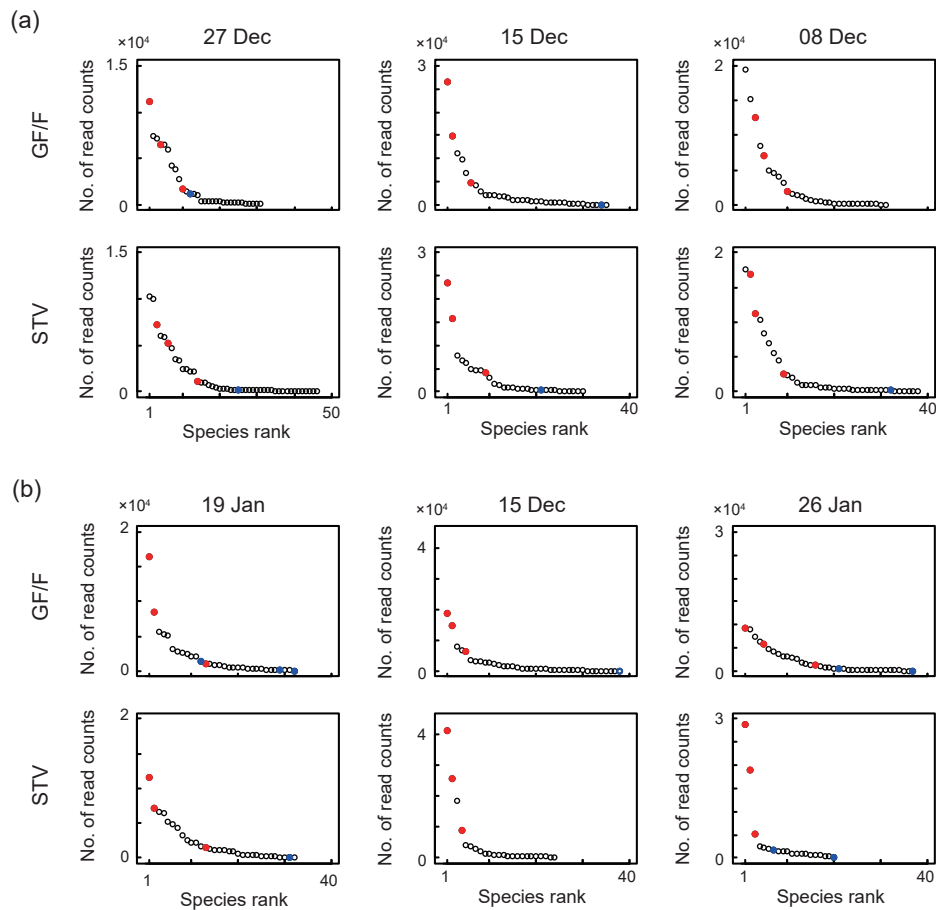 (a)
27 Dec
15 Dec
08 Dec
GF/F
×10⁴
No. of read counts
1.5
0
×10⁴
No. of read counts
3
0
×10⁴
No. of read counts
2
0
STV
No. of read counts
1.5
0
1
50
Species rank
No. of read counts
3
0
1
40
Species rank
No. of read counts
2
0
1
40
Species rank
(b)
19 Jan
15 Dec
26 Jan
GF/F
×10⁴
No. of read counts
2
0
×10⁴
No. of read counts
4
0
×10⁴
No. of read counts
3
0
STV
No. of read counts
2
0
1
40
Species rank
No. of read counts
4
0
1
40
Species rank
No. of read counts
3
0
1
40
Species rank